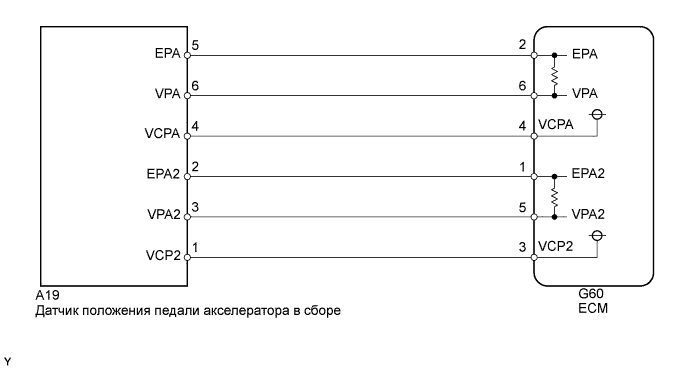 EPA 5 2 EPA
VPA 6 6 VPA
VCPA 4 4 VCPA
EPA2 2 1 EPA2
VPA2 3 5 VPA2
VCP2 1 3 VCP2
A19 G60
Датчик положения педали акселератора в сборе ECM
Y